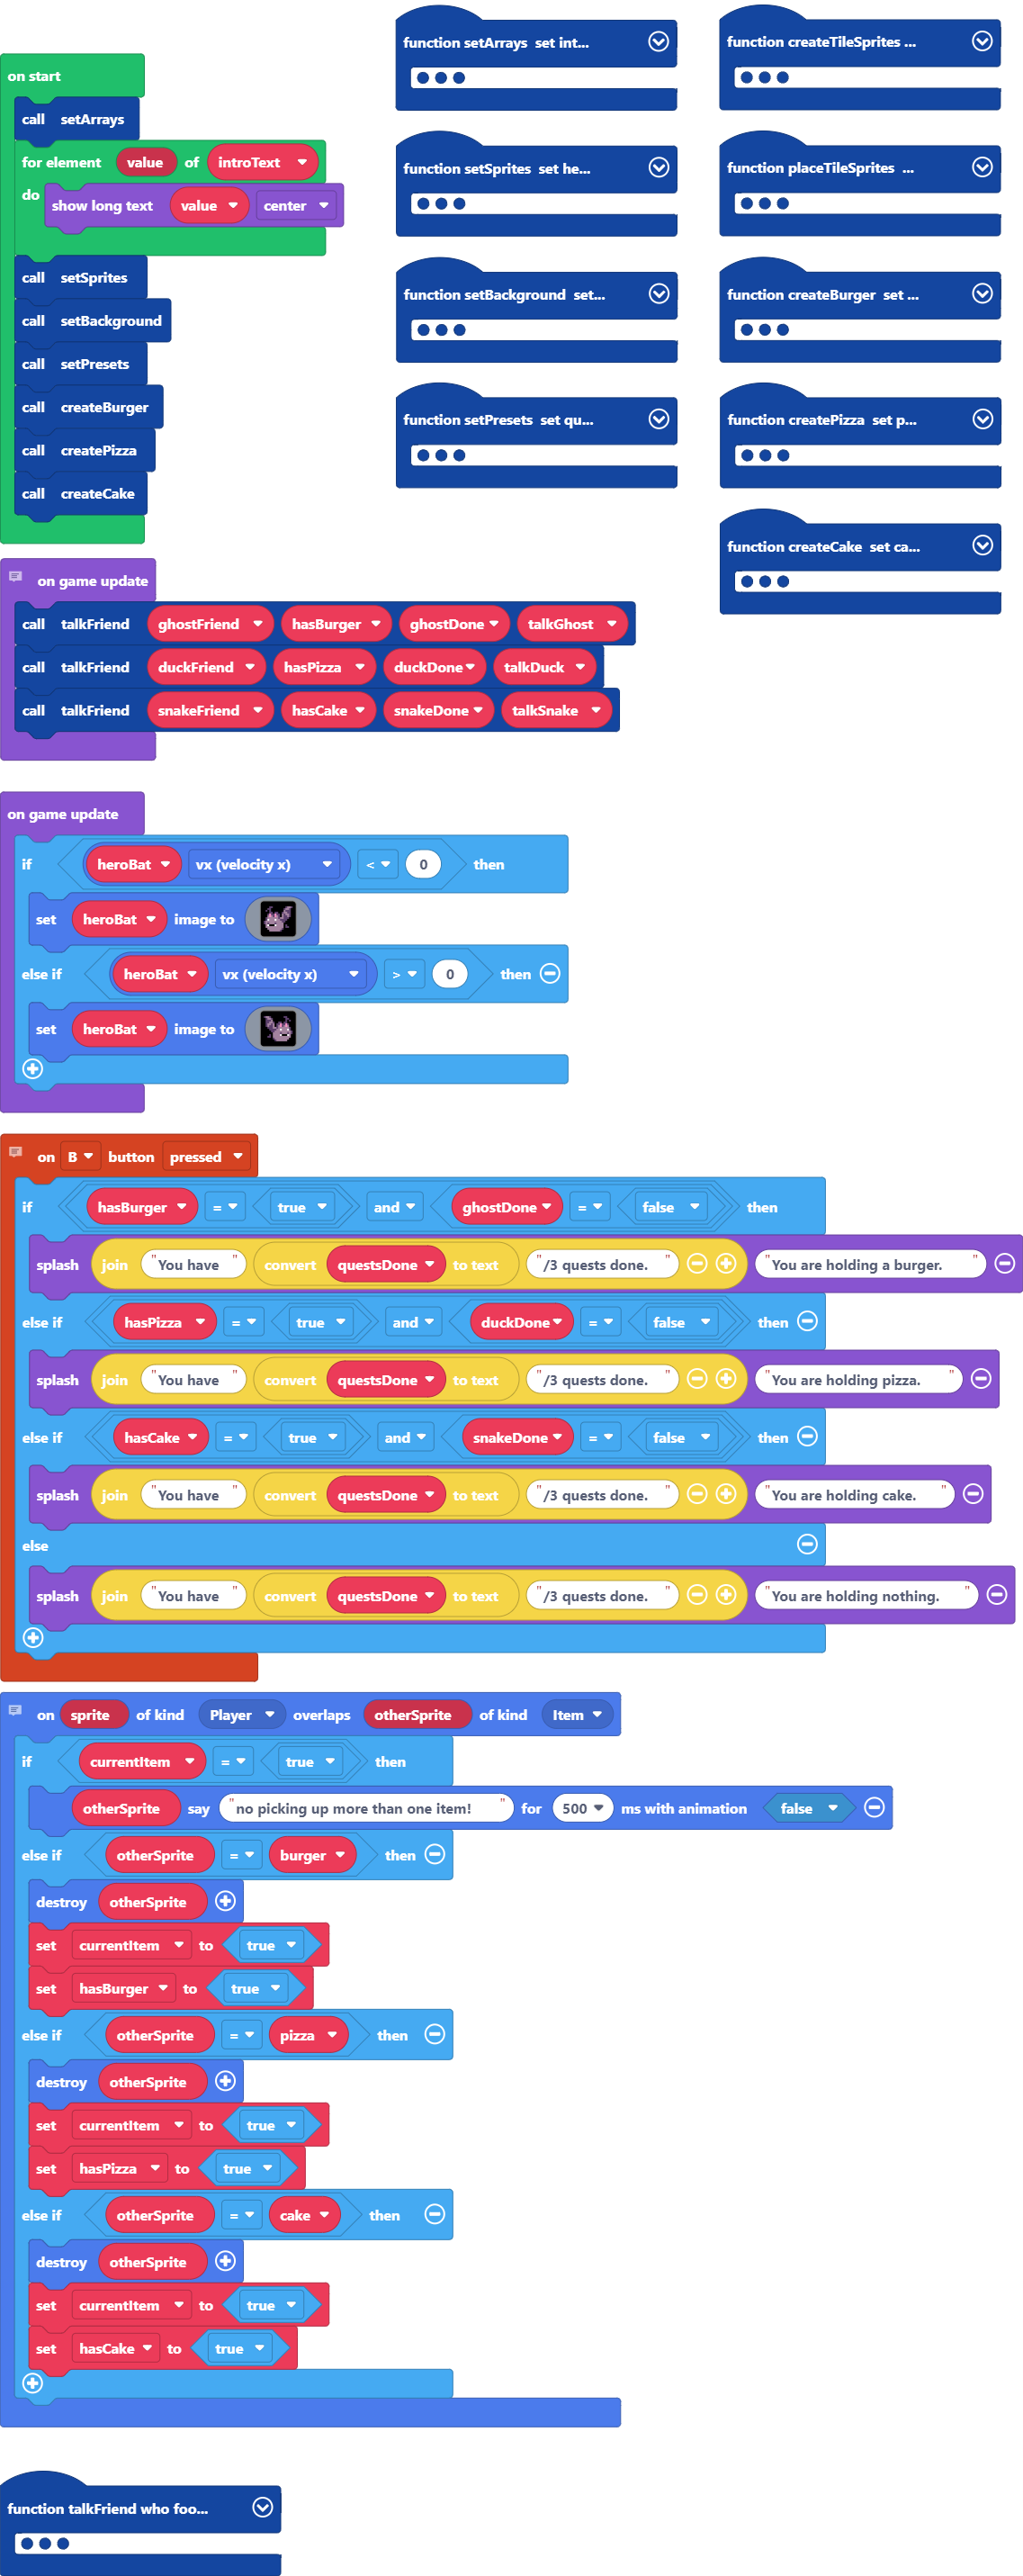 on start
call setArrays
for element value of introText
do show long text value center
call setSprites
call setBackground
call setPresets
call createBurger
call createPizza
call createCake
function setArrays set int...
function setSprites set he...
function setBackground set...
function setPresets set qu...
function createTileSprites ...
function placeTileSprites ...
function createBurger set ...
function createPizza set p...
function createCake set ca...
on game update
call talkFriend ghostFriend hasBurger ghostDone talkGhost
call talkFriend duckFriend hasPizza duckDone talkDuck
call talkFriend snakeFriend hasCake snakeDone talkSnake
on game update
if heroBat vx (velocity x) < 0 then
set heroBat image to
else if heroBat vx (velocity x) > 0 then
set heroBat image to
on B button pressed
if hasBurger = true and ghostDone = false then
splash join "You have " convert questsDone to text "/3 quests done. " "You are holding a burger. "
else if hasPizza = true and duckDone = false then
splash join "You have " convert questsDone to text "/3 quests done. " "You are holding pizza. "
else if hasCake = true and snakeDone = false then
splash join "You have " convert questsDone to text "/3 quests done. " "You are holding cake. "
else
splash join "You have " convert questsDone to text "/3 quests done. " "You are holding nothing. "
on sprite of kind Player overlaps otherSprite of kind Item
if currentItem = true then
otherSprite say "no picking up more than one item! " for 500 ms with animation false
else if otherSprite = burger then
destroy otherSprite
set currentItem to true
set hasBurger to true
else if otherSprite = pizza then
destroy otherSprite
set currentItem to true
set hasPizza to true
else if otherSprite = cake then
destroy otherSprite
set currentItem to true
set hasCake to true
function talkFriend who foo...